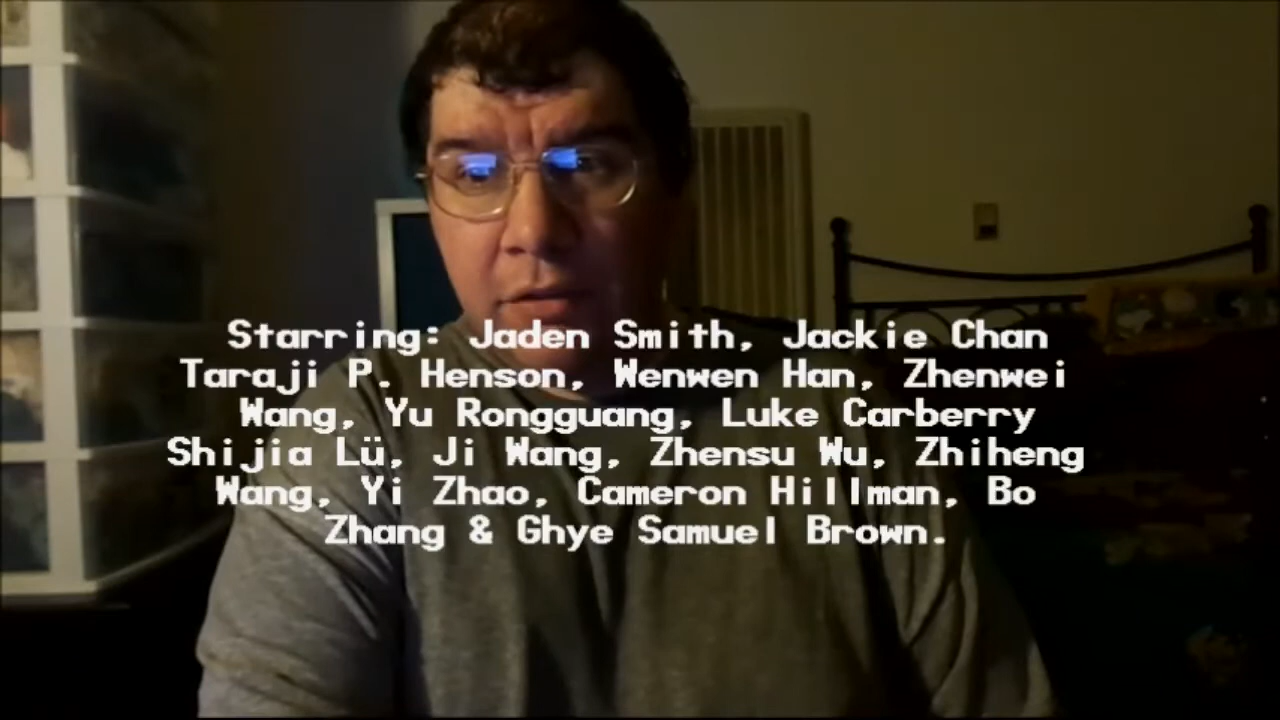 Starring: Jaden Smith, Jackie Chan
Taraji P. Henson, Wenwen Han, Zhenwei
Wang, Yu Rongguang, Luke Carberry
Shijia Lü, Ji Wang, Zhensu Wu, Zhiheng
Wang, Yi Zhao, Cameron Hillman, Bo
Zhang & Ghye Samuel Brown.